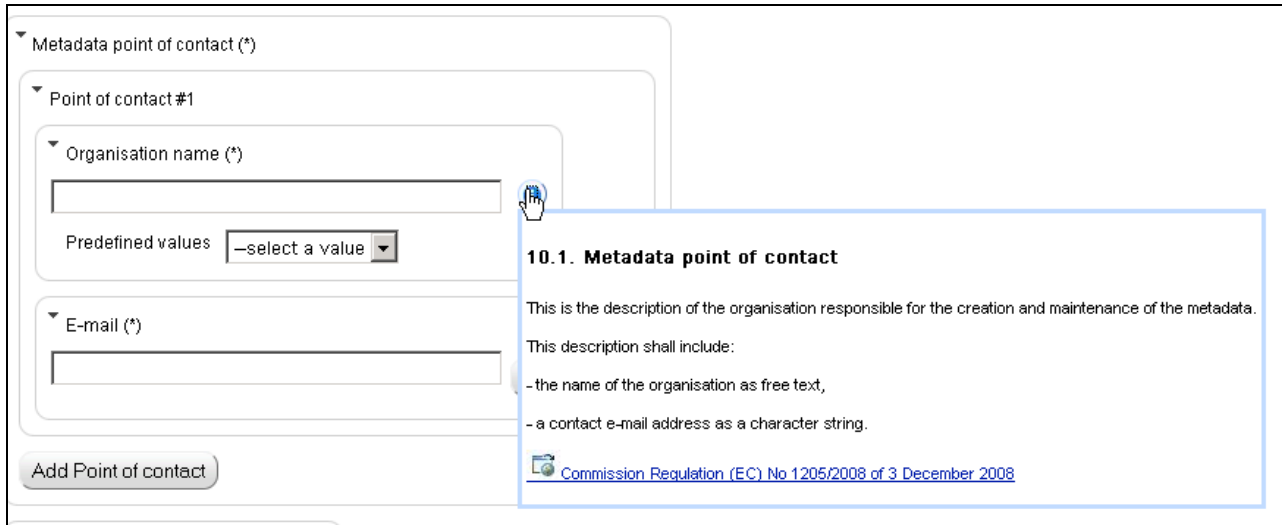 Metadata point of contact (*)
Point of contact #1
Organisation name (*)
Predefined values –select a value
E-mail (*)
Add Point of contact
10.1. Metadata point of contact
This is the description of the organisation responsible for the creation and maintenance of the metadata.
This description shall include:
- the name of the organisation as free text,
- a contact e-mail address as a character string.
Commission Regulation (EC) No 1205/2008 of 3 December 2008